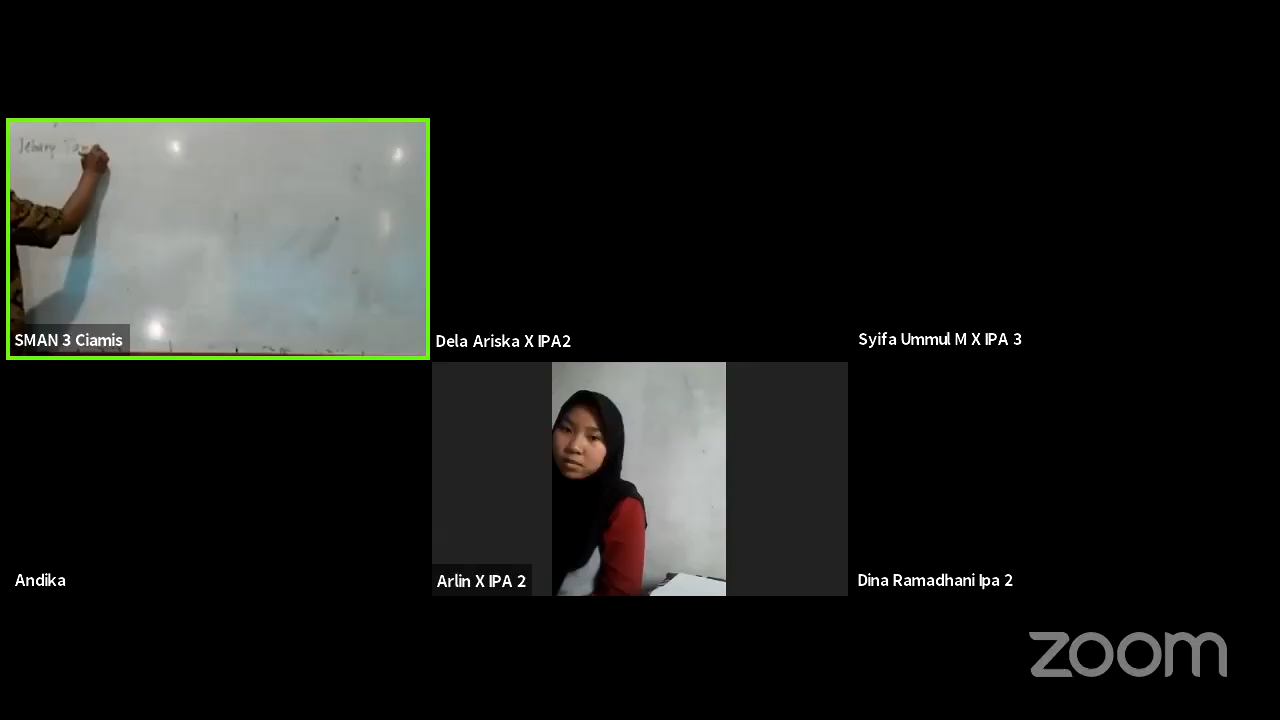 SMAN 3 Ciamis
Dela Ariska X IPA2
Syifa Ummul M X IPA 3
Andika
Arlin X IPA 2
Dina Ramadhani Ipa 2
zoom